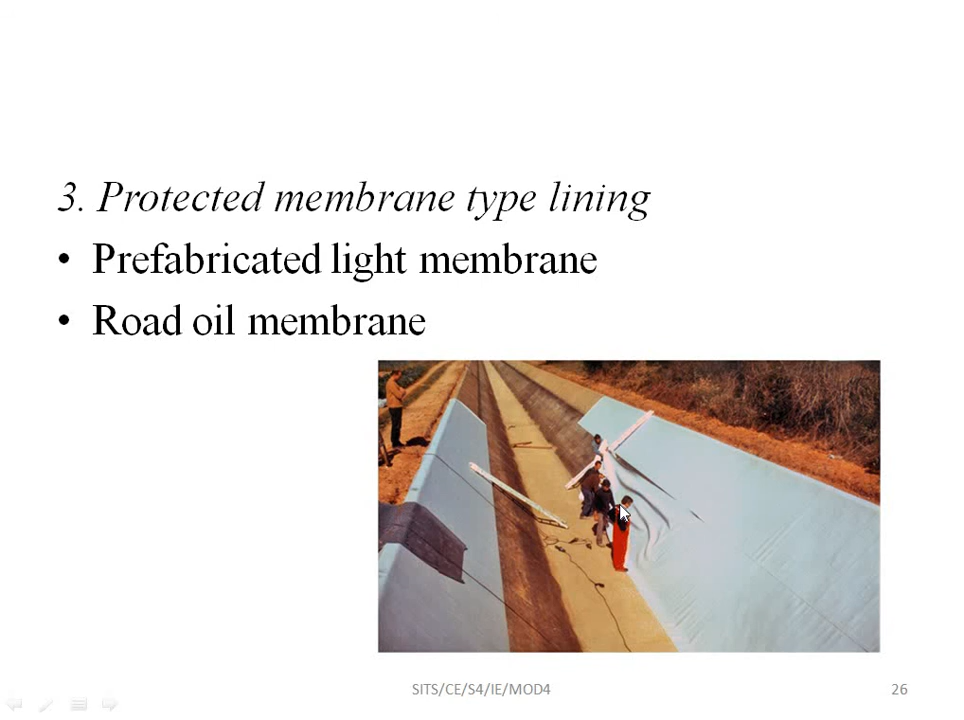 3. Protected membrane type lining
• Prefabricated light membrane
• Road oil membrane
SITS/CE/S4/IE/MOD4
26